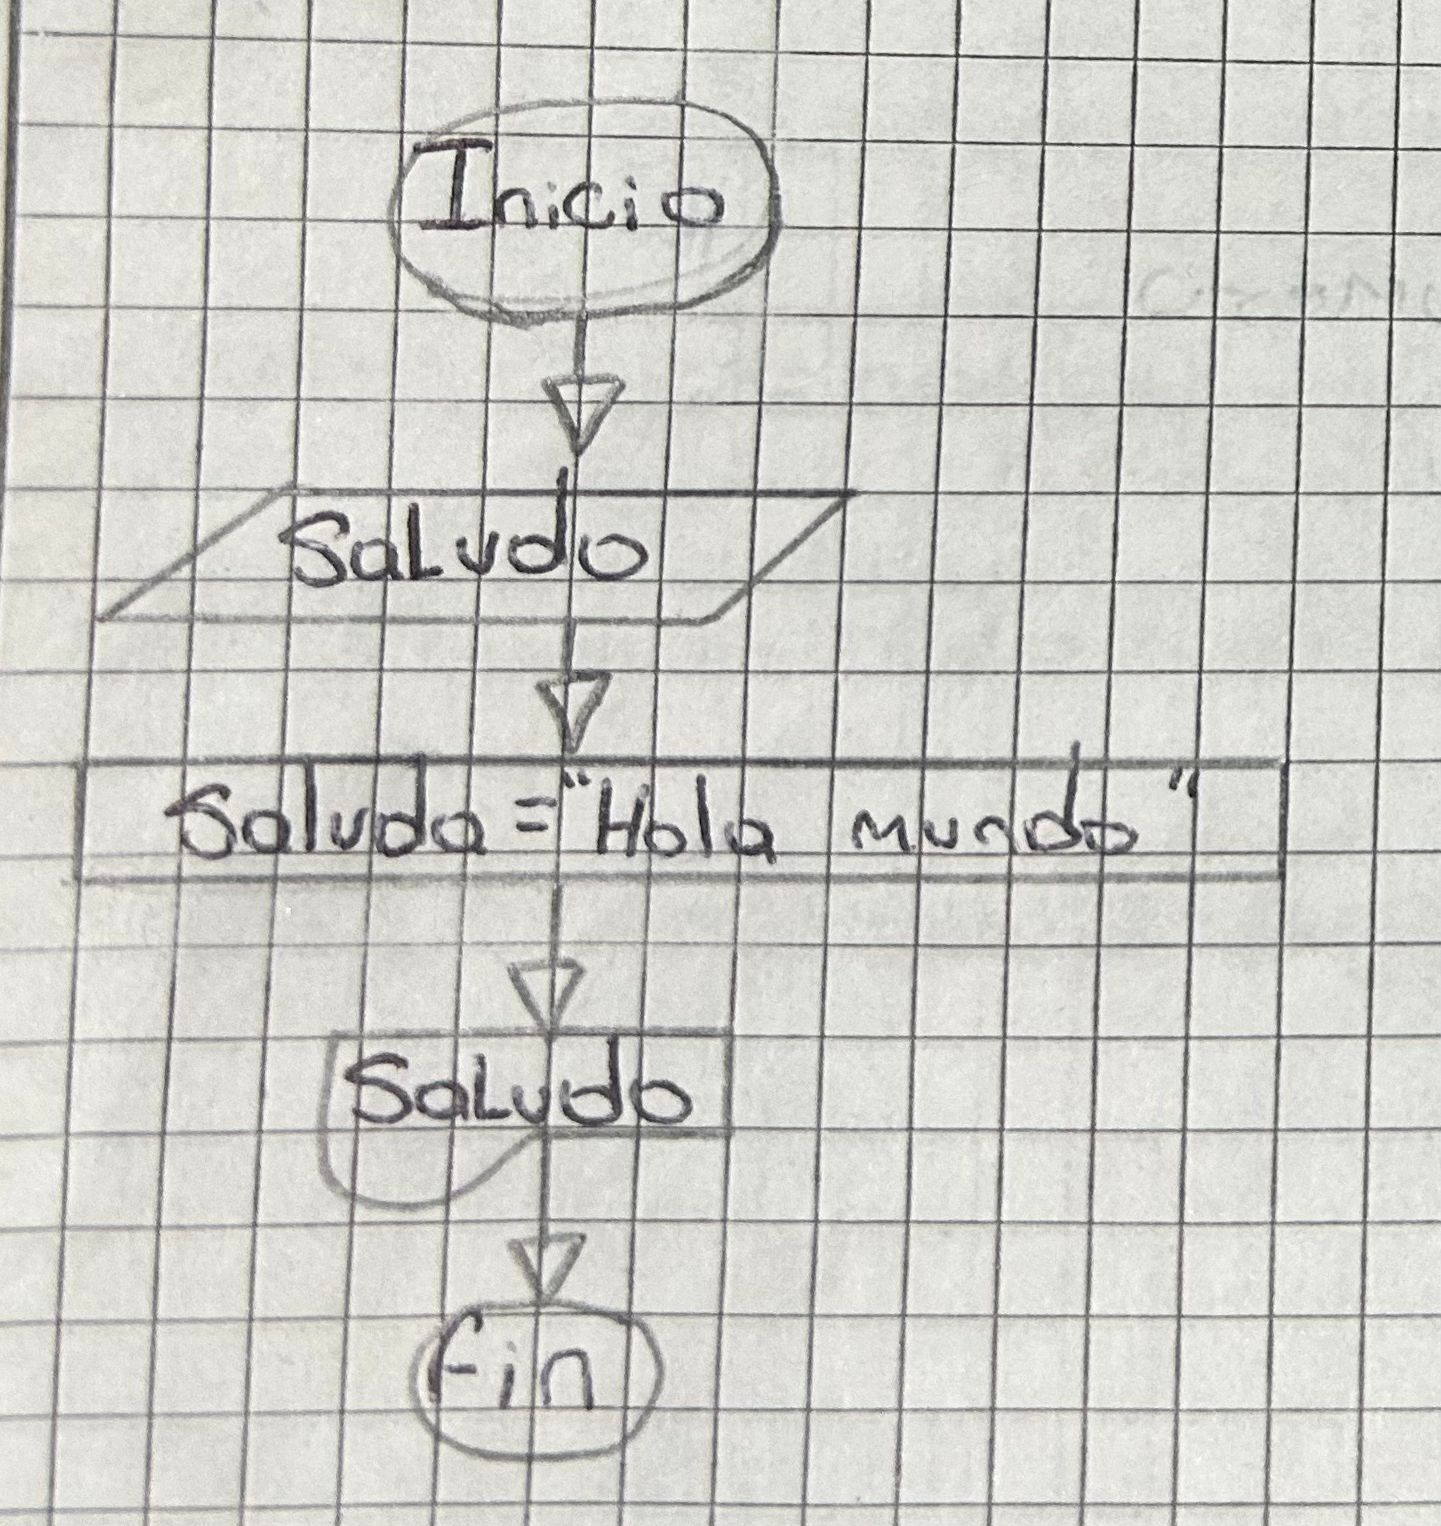 Inicio
Saludo
Saluda = "Hola mundo"
Saludo
Fin